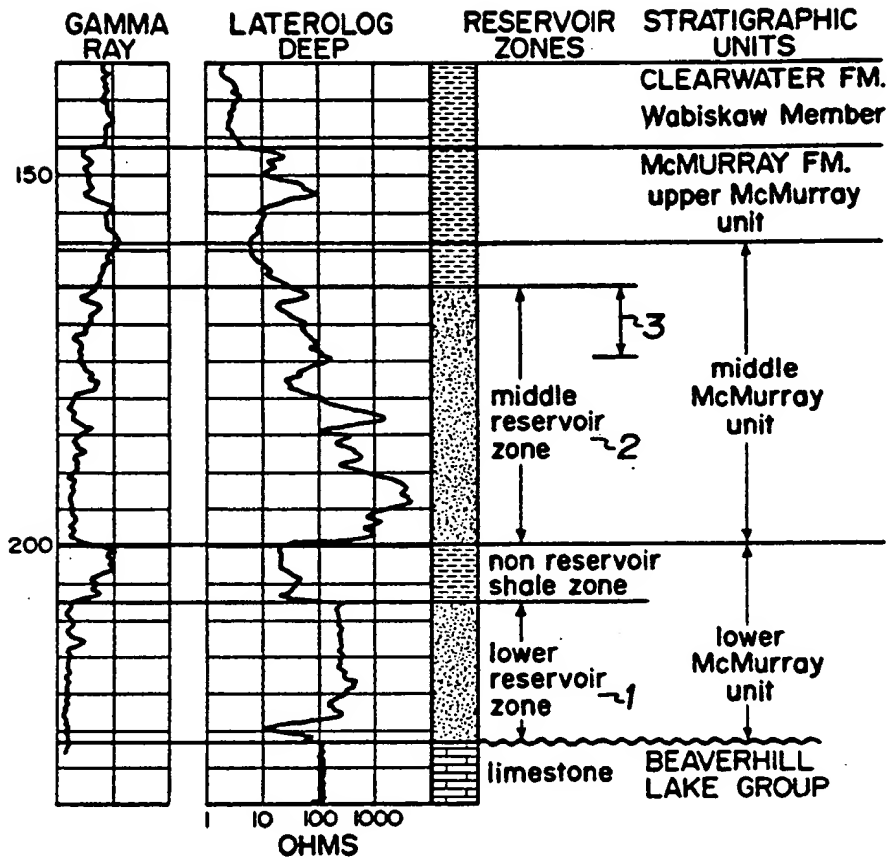 GAMMA RAY
LATEROLOG DEEP
RESERVOIR ZONES
STRATIGRAPHIC UNITS
CLEARWATER FM.
Wabiskaw Member
150
McMURRAY FM.
upper McMurray
unit
3
middle
reservoir
zone
2
middle
McMurray
unit
200
non reservoir
shale zone
lower
reservoir
zone
1
lower
McMurray
unit
limestone
BEAVERHILL
LAKE GROUP
1 10 100 1000
OHMS